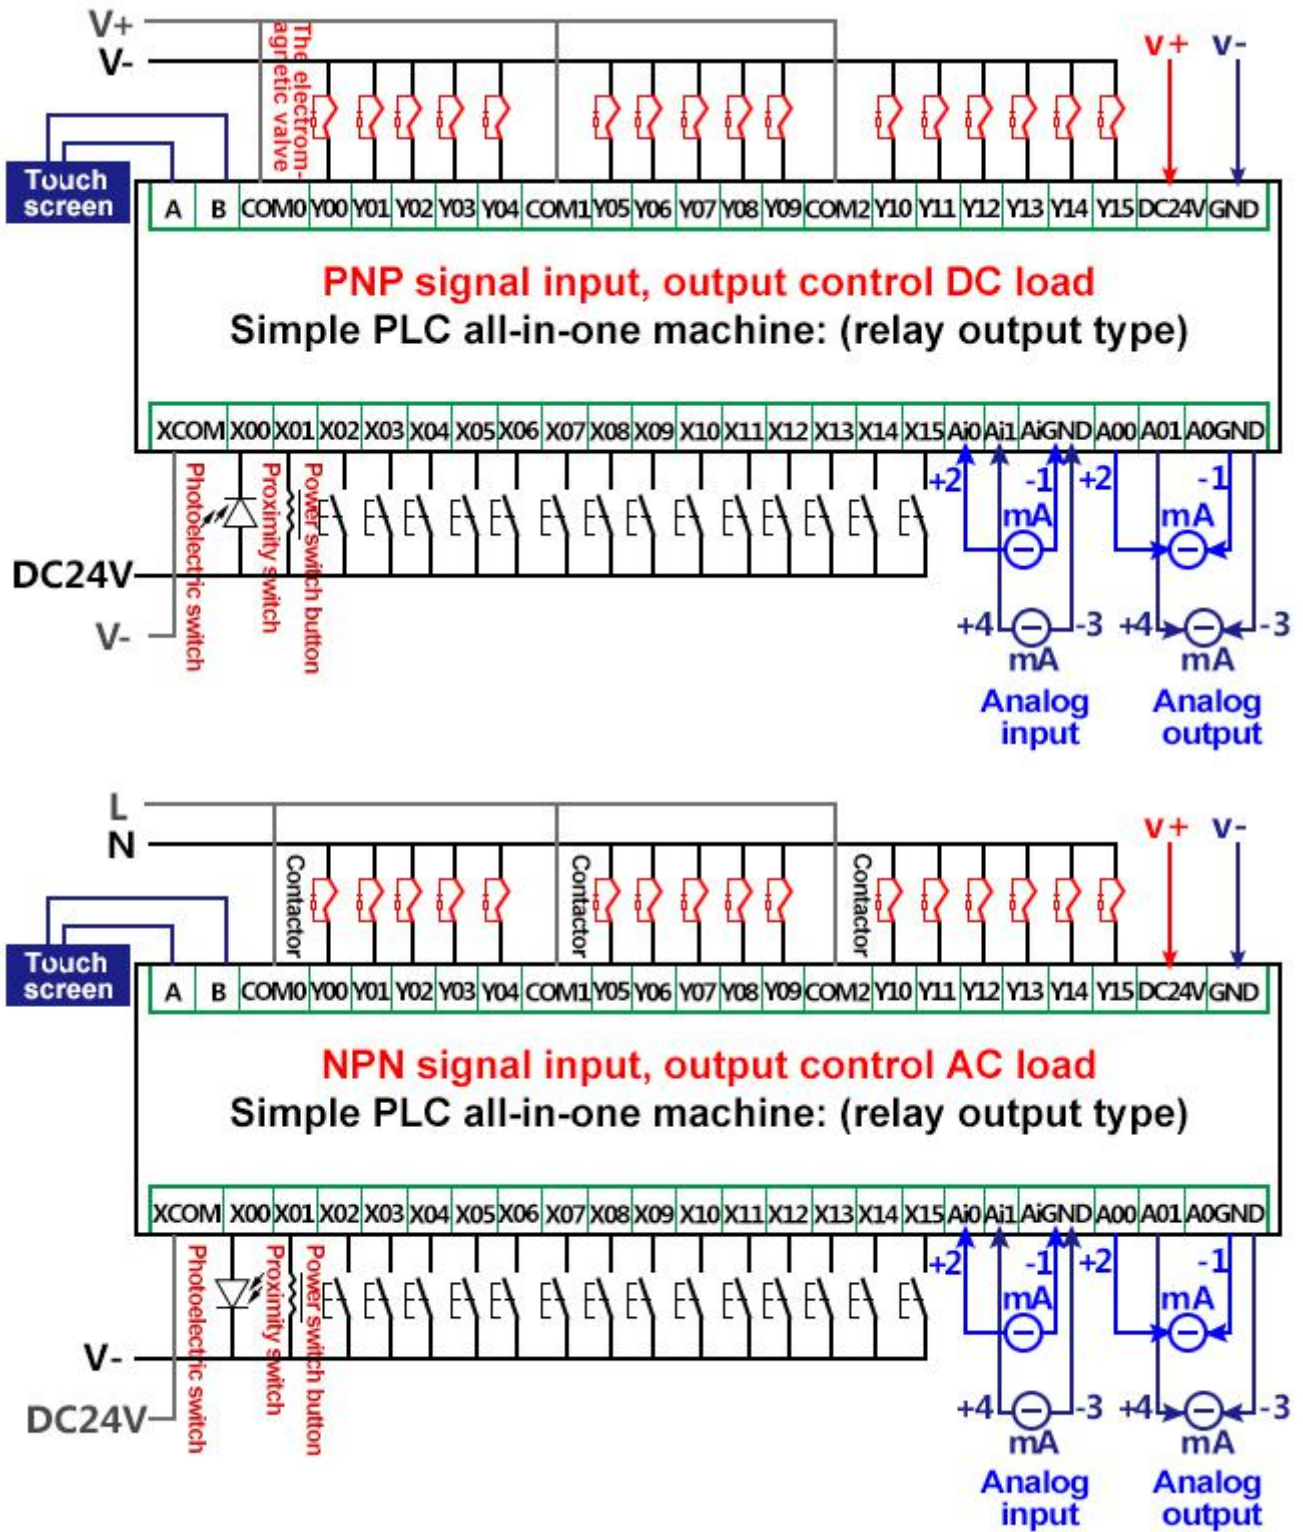 V+
V-
The electrom-
agnetic valve
v+ v-
Touch
screen
A B COM0 Y00 Y01 Y02 Y03 Y04 COM1 Y05 Y06 Y07 Y08 Y09 COM2 Y10 Y11 Y12 Y13 Y14 Y15 DC24V GND
PNP signal input, output control DC load
Simple PLC all-in-one machine: (relay output type)
XCOM X00 X01 X02 X03 X04 X05 X06 X07 X08 X09 X10 X11 X12 X13 X14 X15 Ai0 Ai1 AiGND A00 A01 A0GND
Photoelectric switch
Proximity switch
Power switch button
+2 -1 +2 -1
mA mA
DC24V
V-
+4 -3 +4 -3
mA mA
Analog
input
Analog
output
L
N
Contactor
Contactor
Contactor
v+ v-
Touch
screen
A B COM0 Y00 Y01 Y02 Y03 Y04 COM1 Y05 Y06 Y07 Y08 Y09 COM2 Y10 Y11 Y12 Y13 Y14 Y15 DC24V GND
NPN signal input, output control AC load
Simple PLC all-in-one machine: (relay output type)
XCOM X00 X01 X02 X03 X04 X05 X06 X07 X08 X09 X10 X11 X12 X13 X14 X15 Ai0 Ai1 AiGND A00 A01 A0GND
Photoelectric switch
Proximity switch
Power switch button
+2 -1 +2 -1
mA mA
V-
DC24V
+4 -3 +4 -3
mA mA
Analog
input
Analog
output